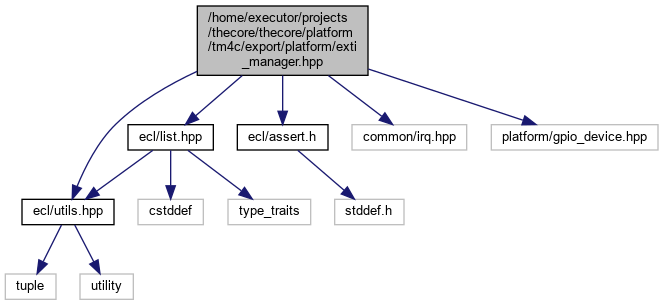 /home/executor/projects
/thecore/thecore/platform
/tm4c/export/platform/exti
_manager.hpp
ecl/list.hpp
ecl/assert.h
common/irq.hpp
platform/gpio_device.hpp
ecl/utils.hpp
cstddef
type_traits
stddef.h
tuple
utility